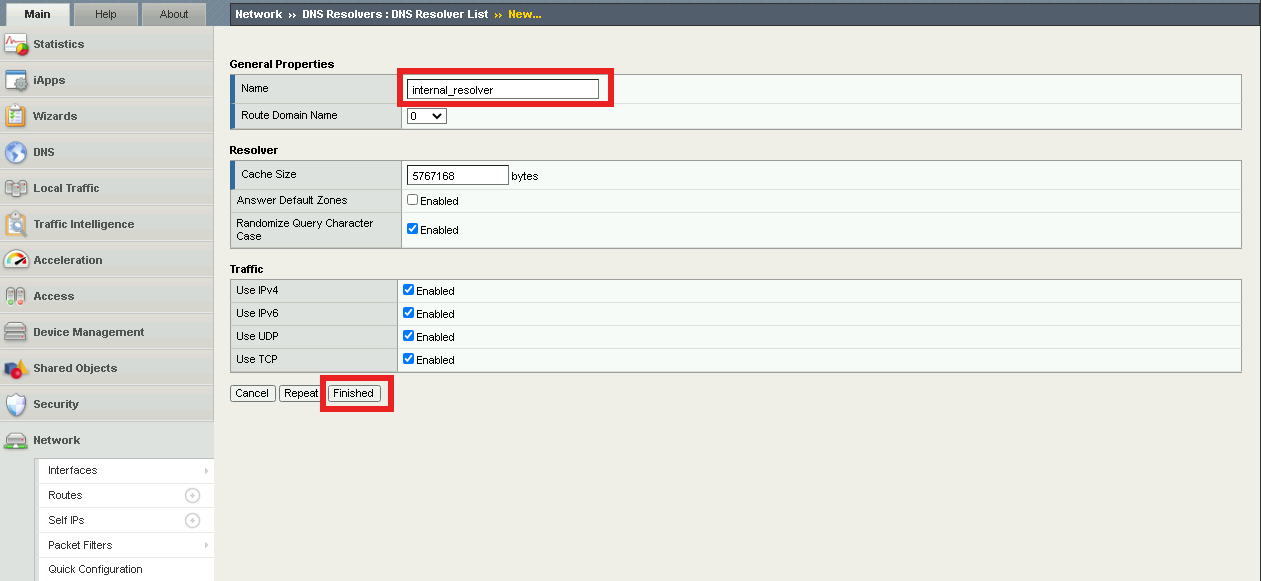 Main
Help
About
Network ›› DNS Resolvers : DNS Resolver List ›› New...
Statistics
iApps
Wizards
DNS
Local Traffic
Traffic Intelligence
Acceleration
Access
Device Management
Shared Objects
Security
Network
Interfaces
Routes
Self IPs
Packet Filters
Quick Configuration
General Properties
Name internal_resolver
Route Domain Name 0
Resolver
Cache Size 5767168 bytes
Answer Default Zones Enabled
Randomize Query Character
Case Enabled
Traffic
Use IPv4 Enabled
Use IPv6 Enabled
Use UDP Enabled
Use TCP Enabled
Cancel Repeat Finished